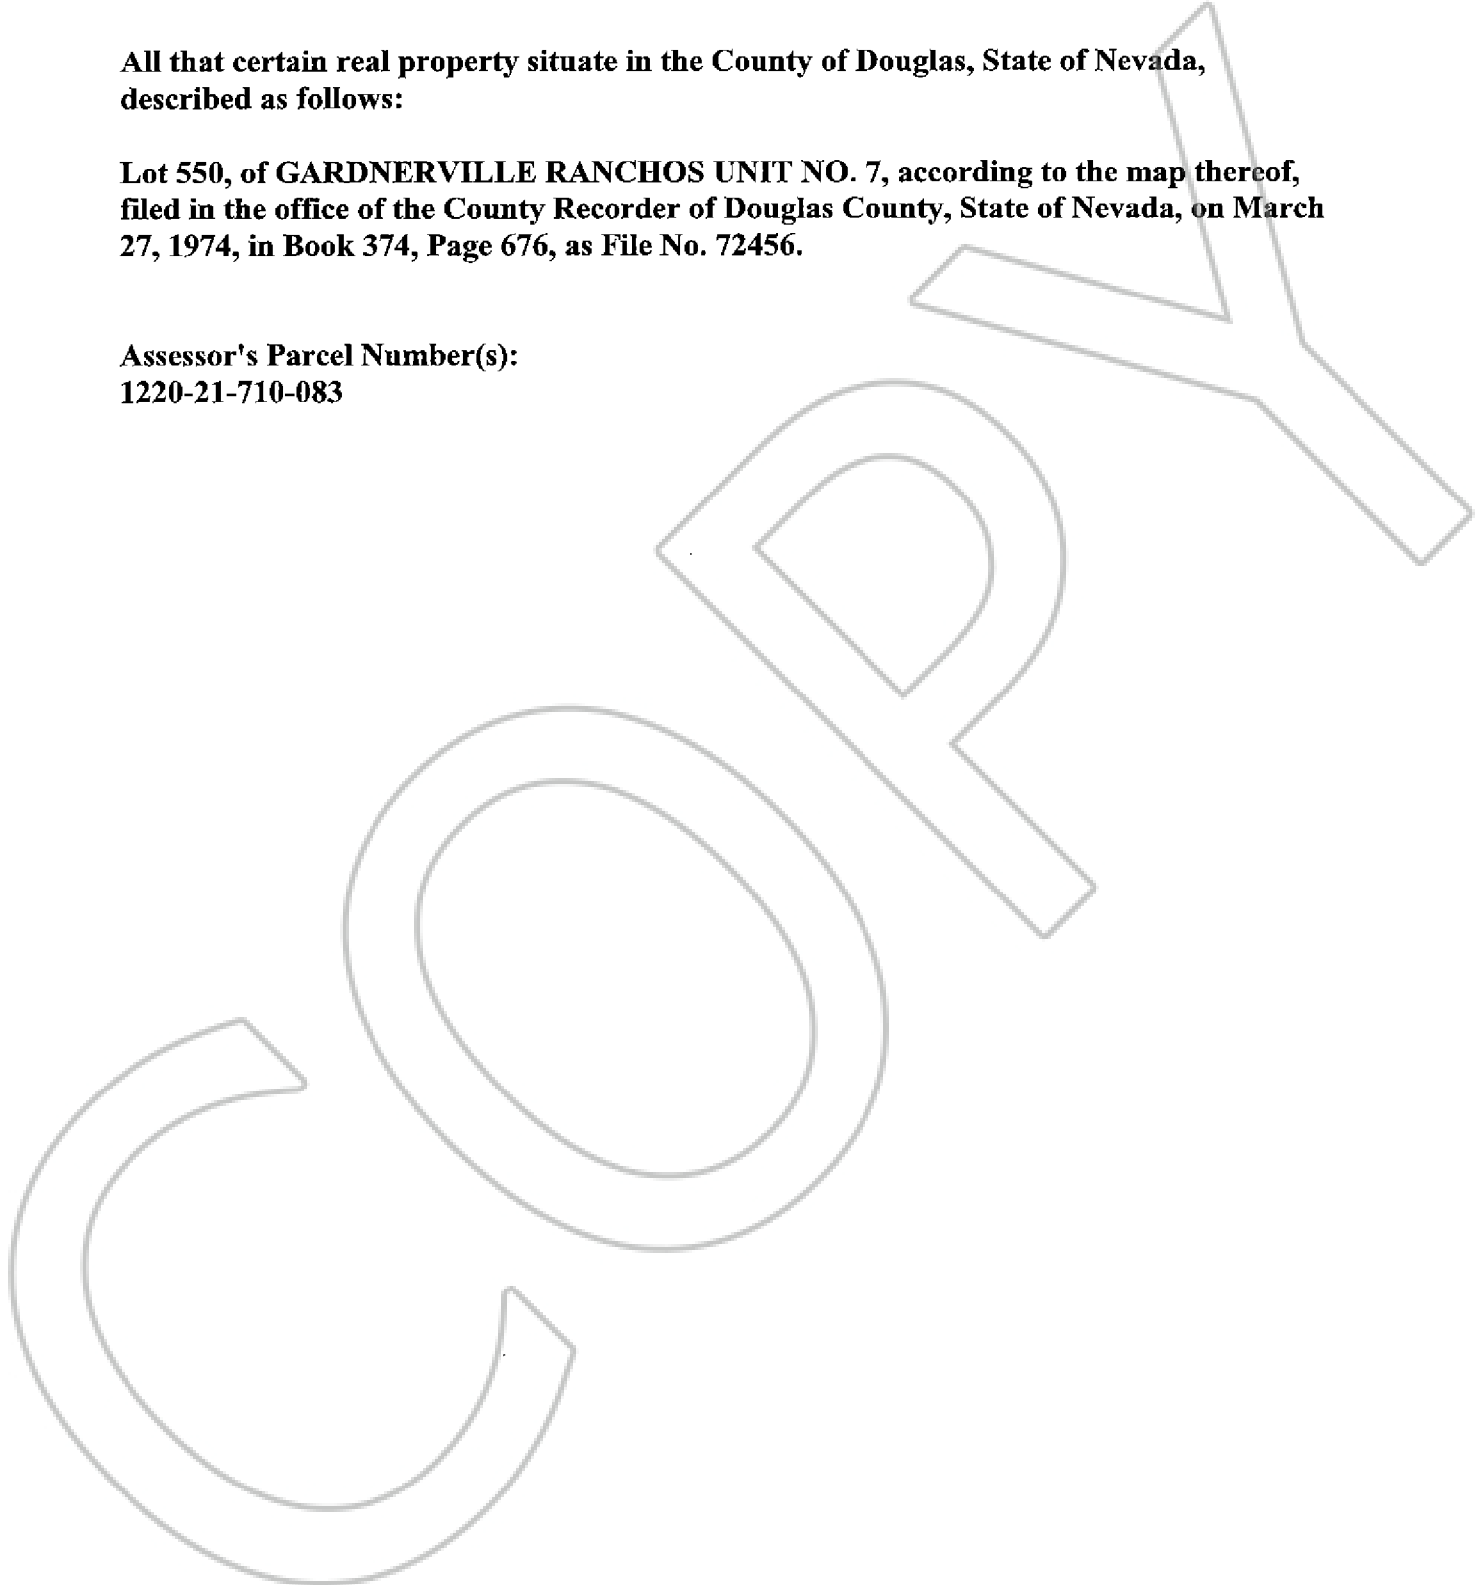 All that certain real property situate in the County of Douglas, State of Nevada,
described as follows:
Lot 550, of GARDNERVILLE RANCHOS UNIT NO. 7, according to the map thereof,
filed in the office of the County Recorder of Douglas County, State of Nevada, on March
27, 1974, in Book 374, Page 676, as File No. 72456.
Assessor's Parcel Number(s):
1220-21-710-083
COPY